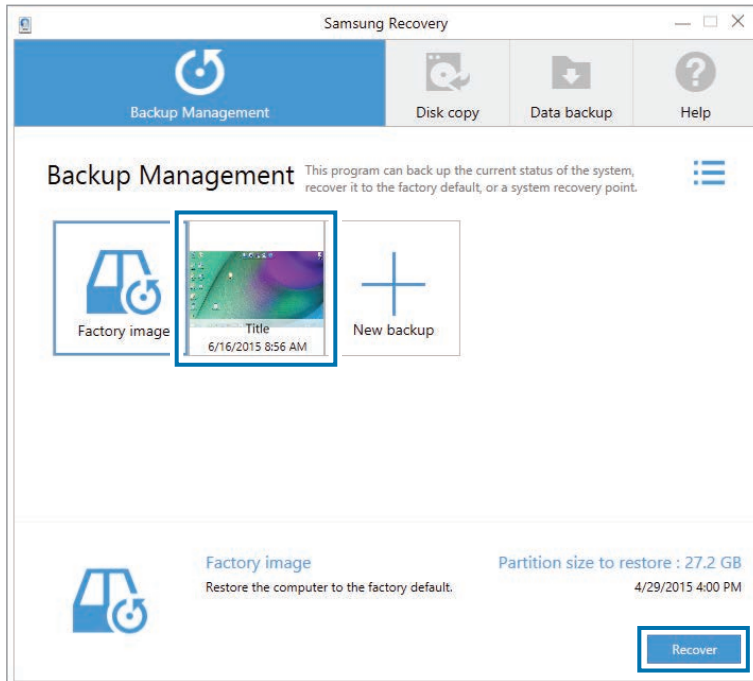 Samsung Recovery
Backup Management
Disk copy
Data backup
Help
Backup Management
This program can back up the current status of the system,
recover it to the factory default, or a system recovery point.
Factory image
Title
6/16/2015 8:56 AM
New backup
Factory image
Restore the computer to the factory default.
Partition size to restore : 27.2 GB
4/29/2015 4:00 PM
Recover